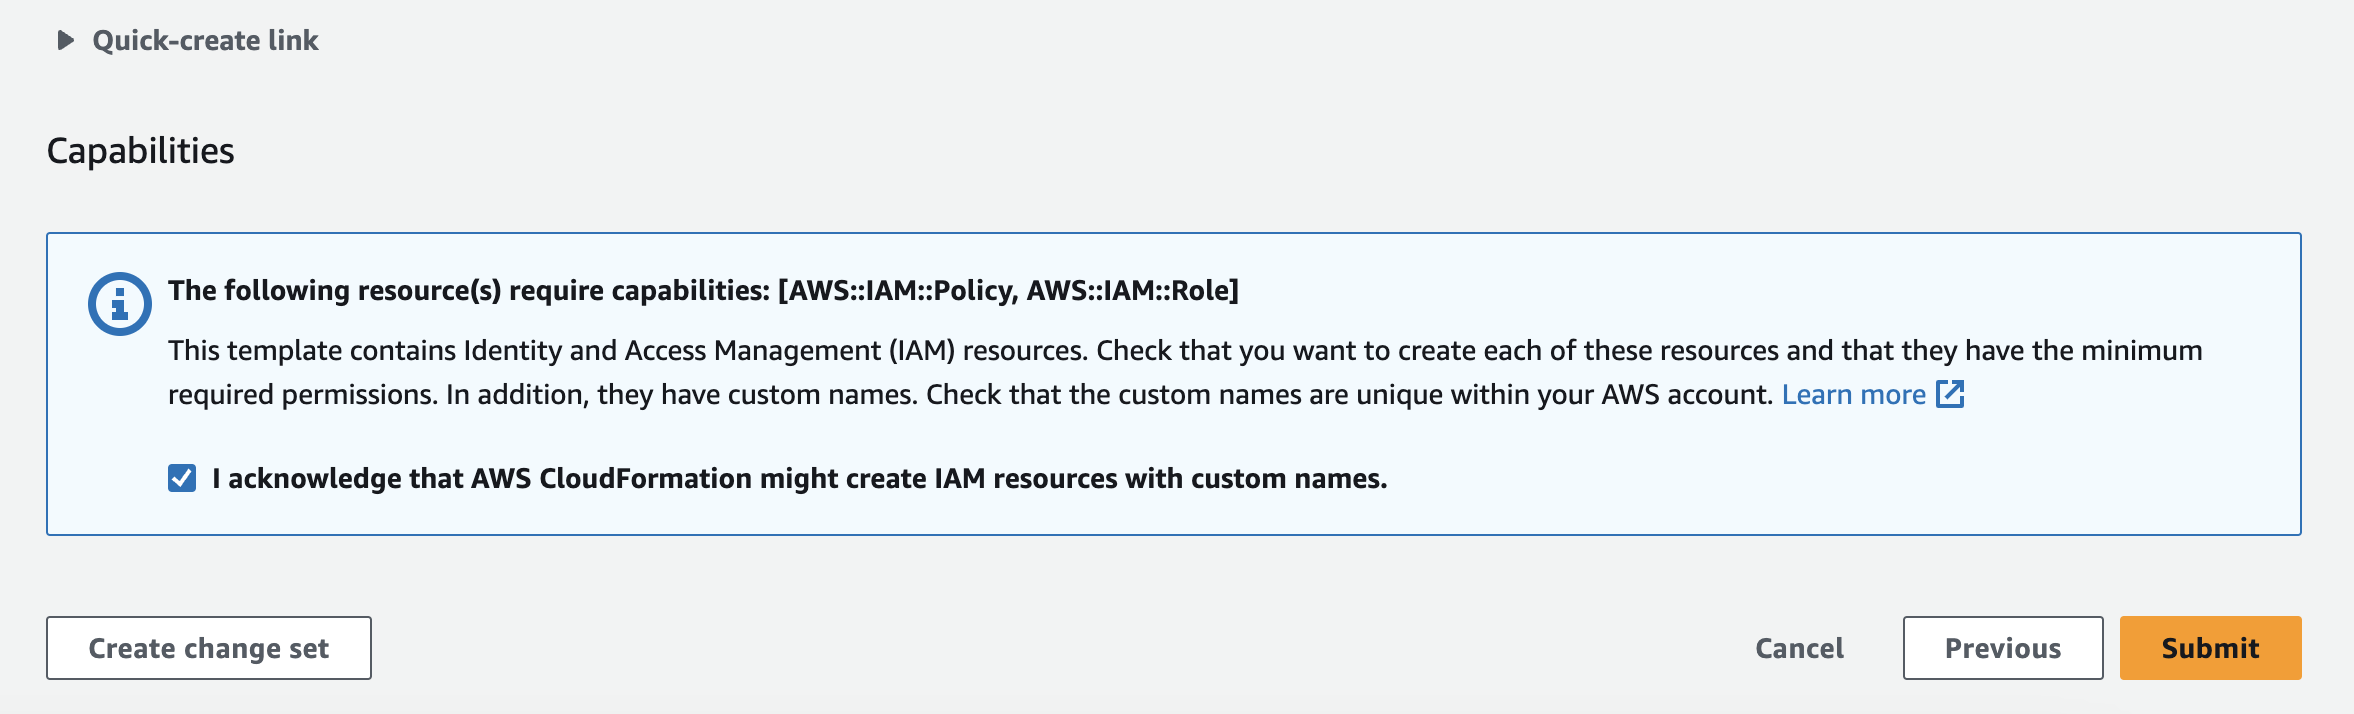 Quick-create link
Capabilities
The following resource(s) require capabilities: [AWS::IAM::Policy, AWS::IAM::Role]
This template contains Identity and Access Management (IAM) resources. Check that you want to create each of these resources and that they have the minimum
required permissions. In addition, they have custom names. Check that the custom names are unique within your AWS account. Learn more
I acknowledge that AWS CloudFormation might create IAM resources with custom names.
Create change set
Cancel
Previous
Submit